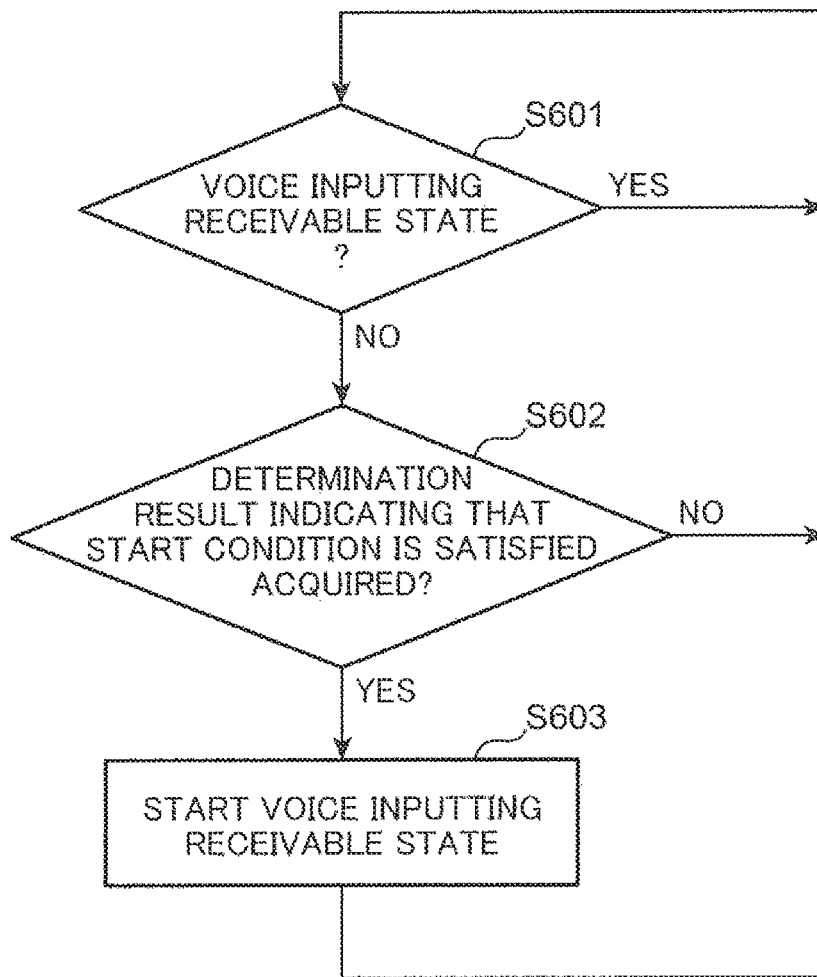 S601
VOICE INPUTTING
RECEIVABLE STATE
?
YES
NO
S602
DETERMINATION
RESULT INDICATING THAT
START CONDITION IS SATISFIED
ACQUIRED?
NO
YES
S603
START VOICE INPUTTING
RECEIVABLE STATE